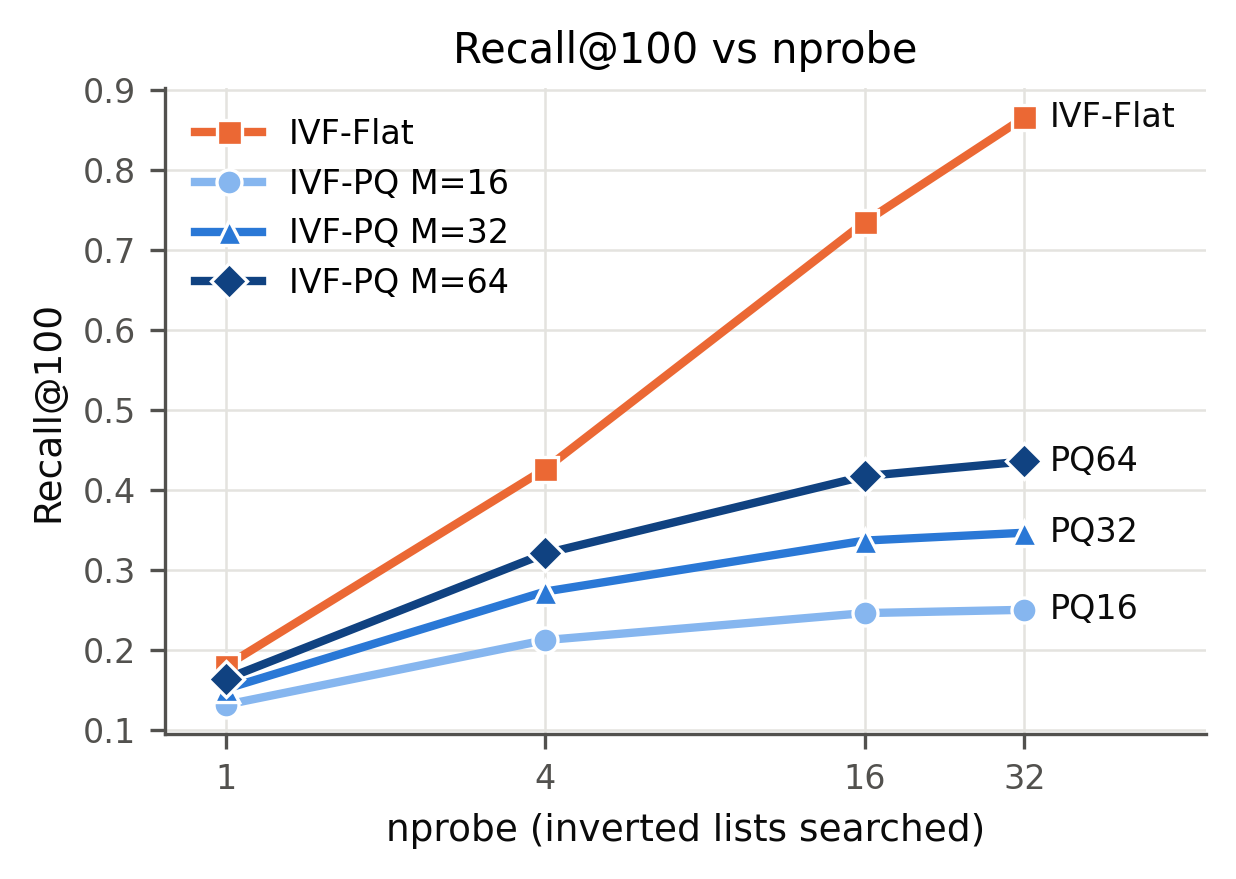 Recall@100 vs nprobe
Recall@100
0.9
0.8
0.7
0.6
0.5
0.4
0.3
0.2
0.1
IVF-Flat
IVF-PQ M=16
IVF-PQ M=32
IVF-PQ M=64
IVF-Flat
PQ64
PQ32
PQ16
1 4 16 32
nprobe (inverted lists searched)